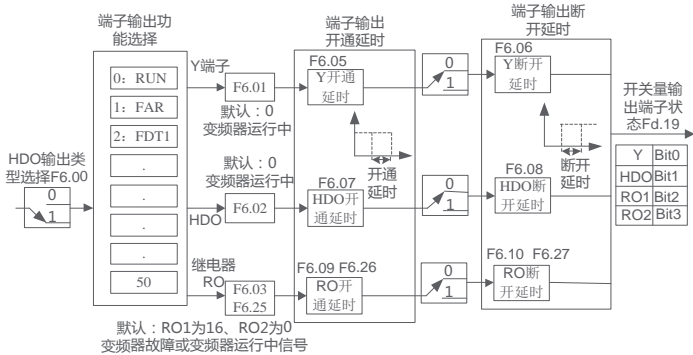 端子输出功
能选择
0：RUN
1：FAR
2：FDT1
.
.
.
.
50
HDO输出类
型选择F6.00
0
1
Y端子
F6.01
默认：0
变频器运行中
默认：0
变频器运行中
HDO
F6.02
继电器
RO
F6.03
F6.25
默认：RO1为16、RO2为0
变频器故障或变频器运行中信号
端子输出
开通延时
F6.05
Y开通
延时
开通
延时
F6.07
HDO开
通延时
F6.09 F6.26
RO开
通延时
0
1
0
1
0
1
端子输出断
开延时
F6.06
Y断开
延时
断开
延时
F6.08
HDO断
开延时
F6.10 F6.27
RO断
开延时
开关量输
出端子状
态Fd.19
Y Bit0
HDO Bit1
RO1 Bit2
RO2 Bit3